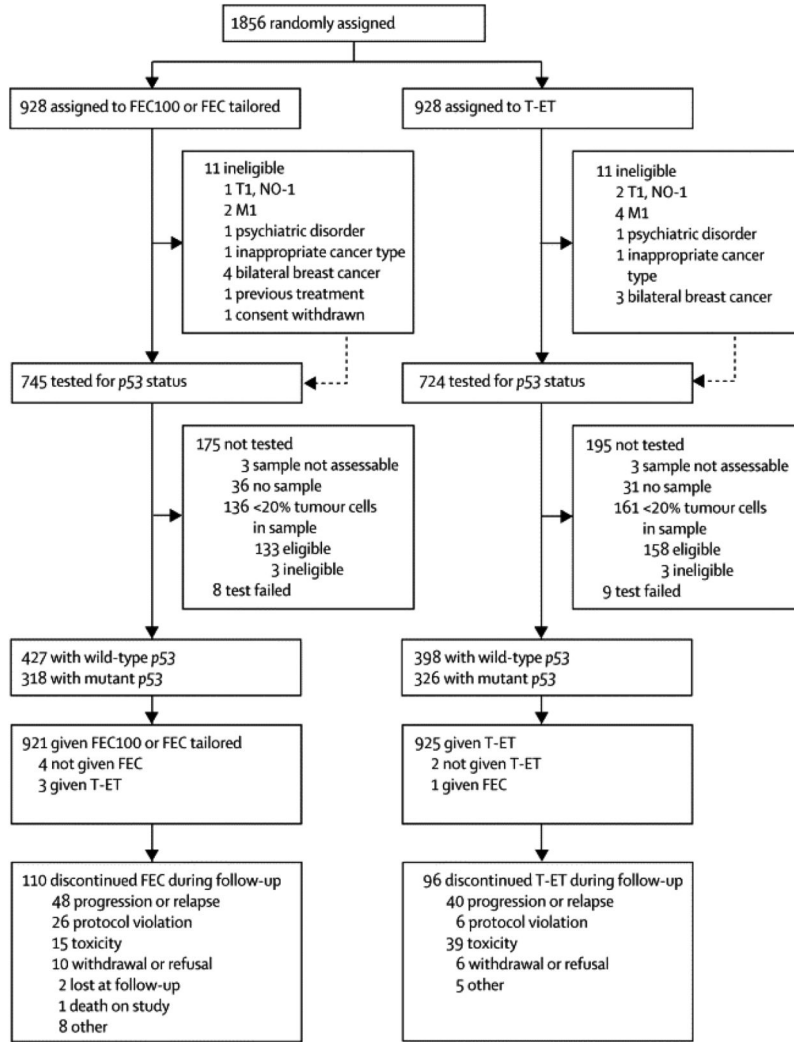 1856 randomly assigned
928 assigned to FEC100 or FEC tailored
928 assigned to T-ET
11 ineligible
1 T1, NO-1
2 M1
1 psychiatric disorder
1 inappropriate cancer type
4 bilateral breast cancer
1 previous treatment
1 consent withdrawn
11 ineligible
2 T1, NO-1
4 M1
1 psychiatric disorder
1 inappropriate cancer
type
3 bilateral breast cancer
745 tested for p53 status
724 tested for p53 status
175 not tested
3 sample not assessable
36 no sample
136 <20% tumour cells
in sample
133 eligible
3 ineligible
8 test failed
195 not tested
3 sample not assessable
31 no sample
161 <20% tumour cells
in sample
158 eligible
3 ineligible
9 test failed
427 with wild-type p53
318 with mutant p53
398 with wild-type p53
326 with mutant p53
921 given FEC100 or FEC tailored
4 not given FEC
3 given T-ET
925 given T-ET
2 not given T-ET
1 given FEC
110 discontinued FEC during follow-up
48 progression or relapse
26 protocol violation
15 toxicity
10 withdrawal or refusal
2 lost at follow-up
1 death on study
8 other
96 discontinued T-ET during follow-up
40 progression or relapse
6 protocol violation
39 toxicity
6 withdrawal or refusal
5 other